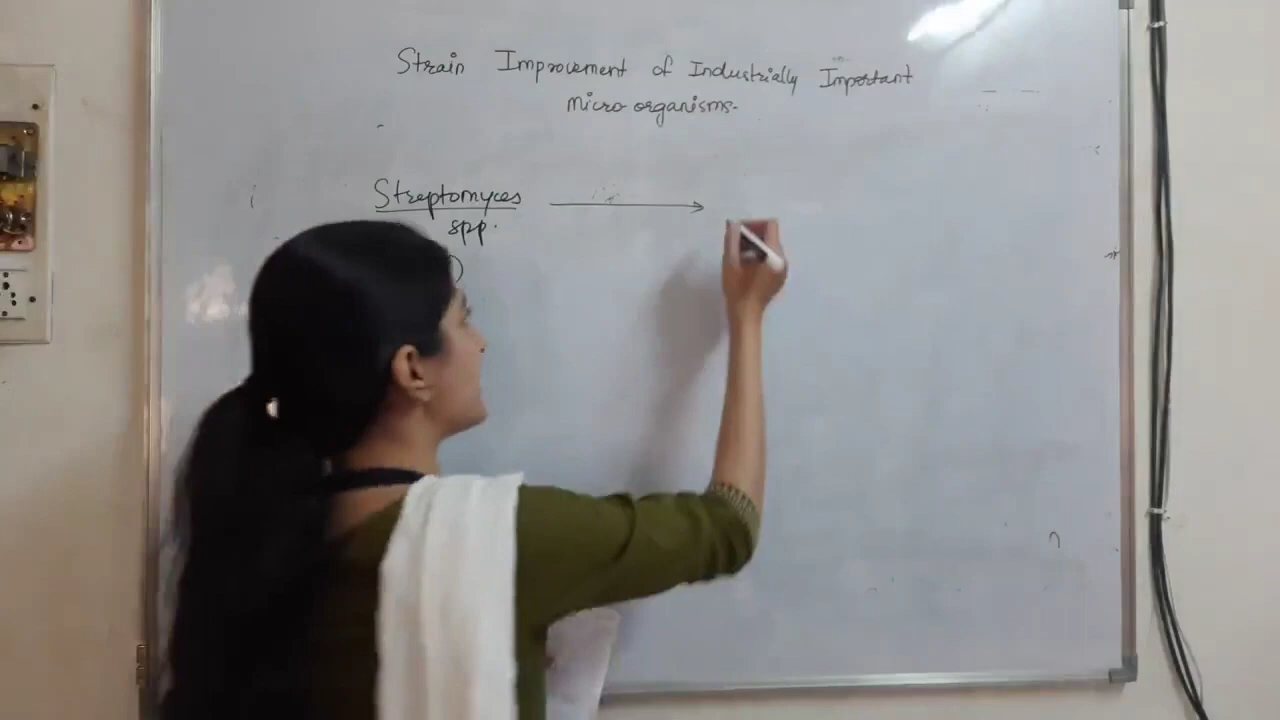 Strain Improvement of Industrially Important
Micro organisms.
Streptomyces
spp.